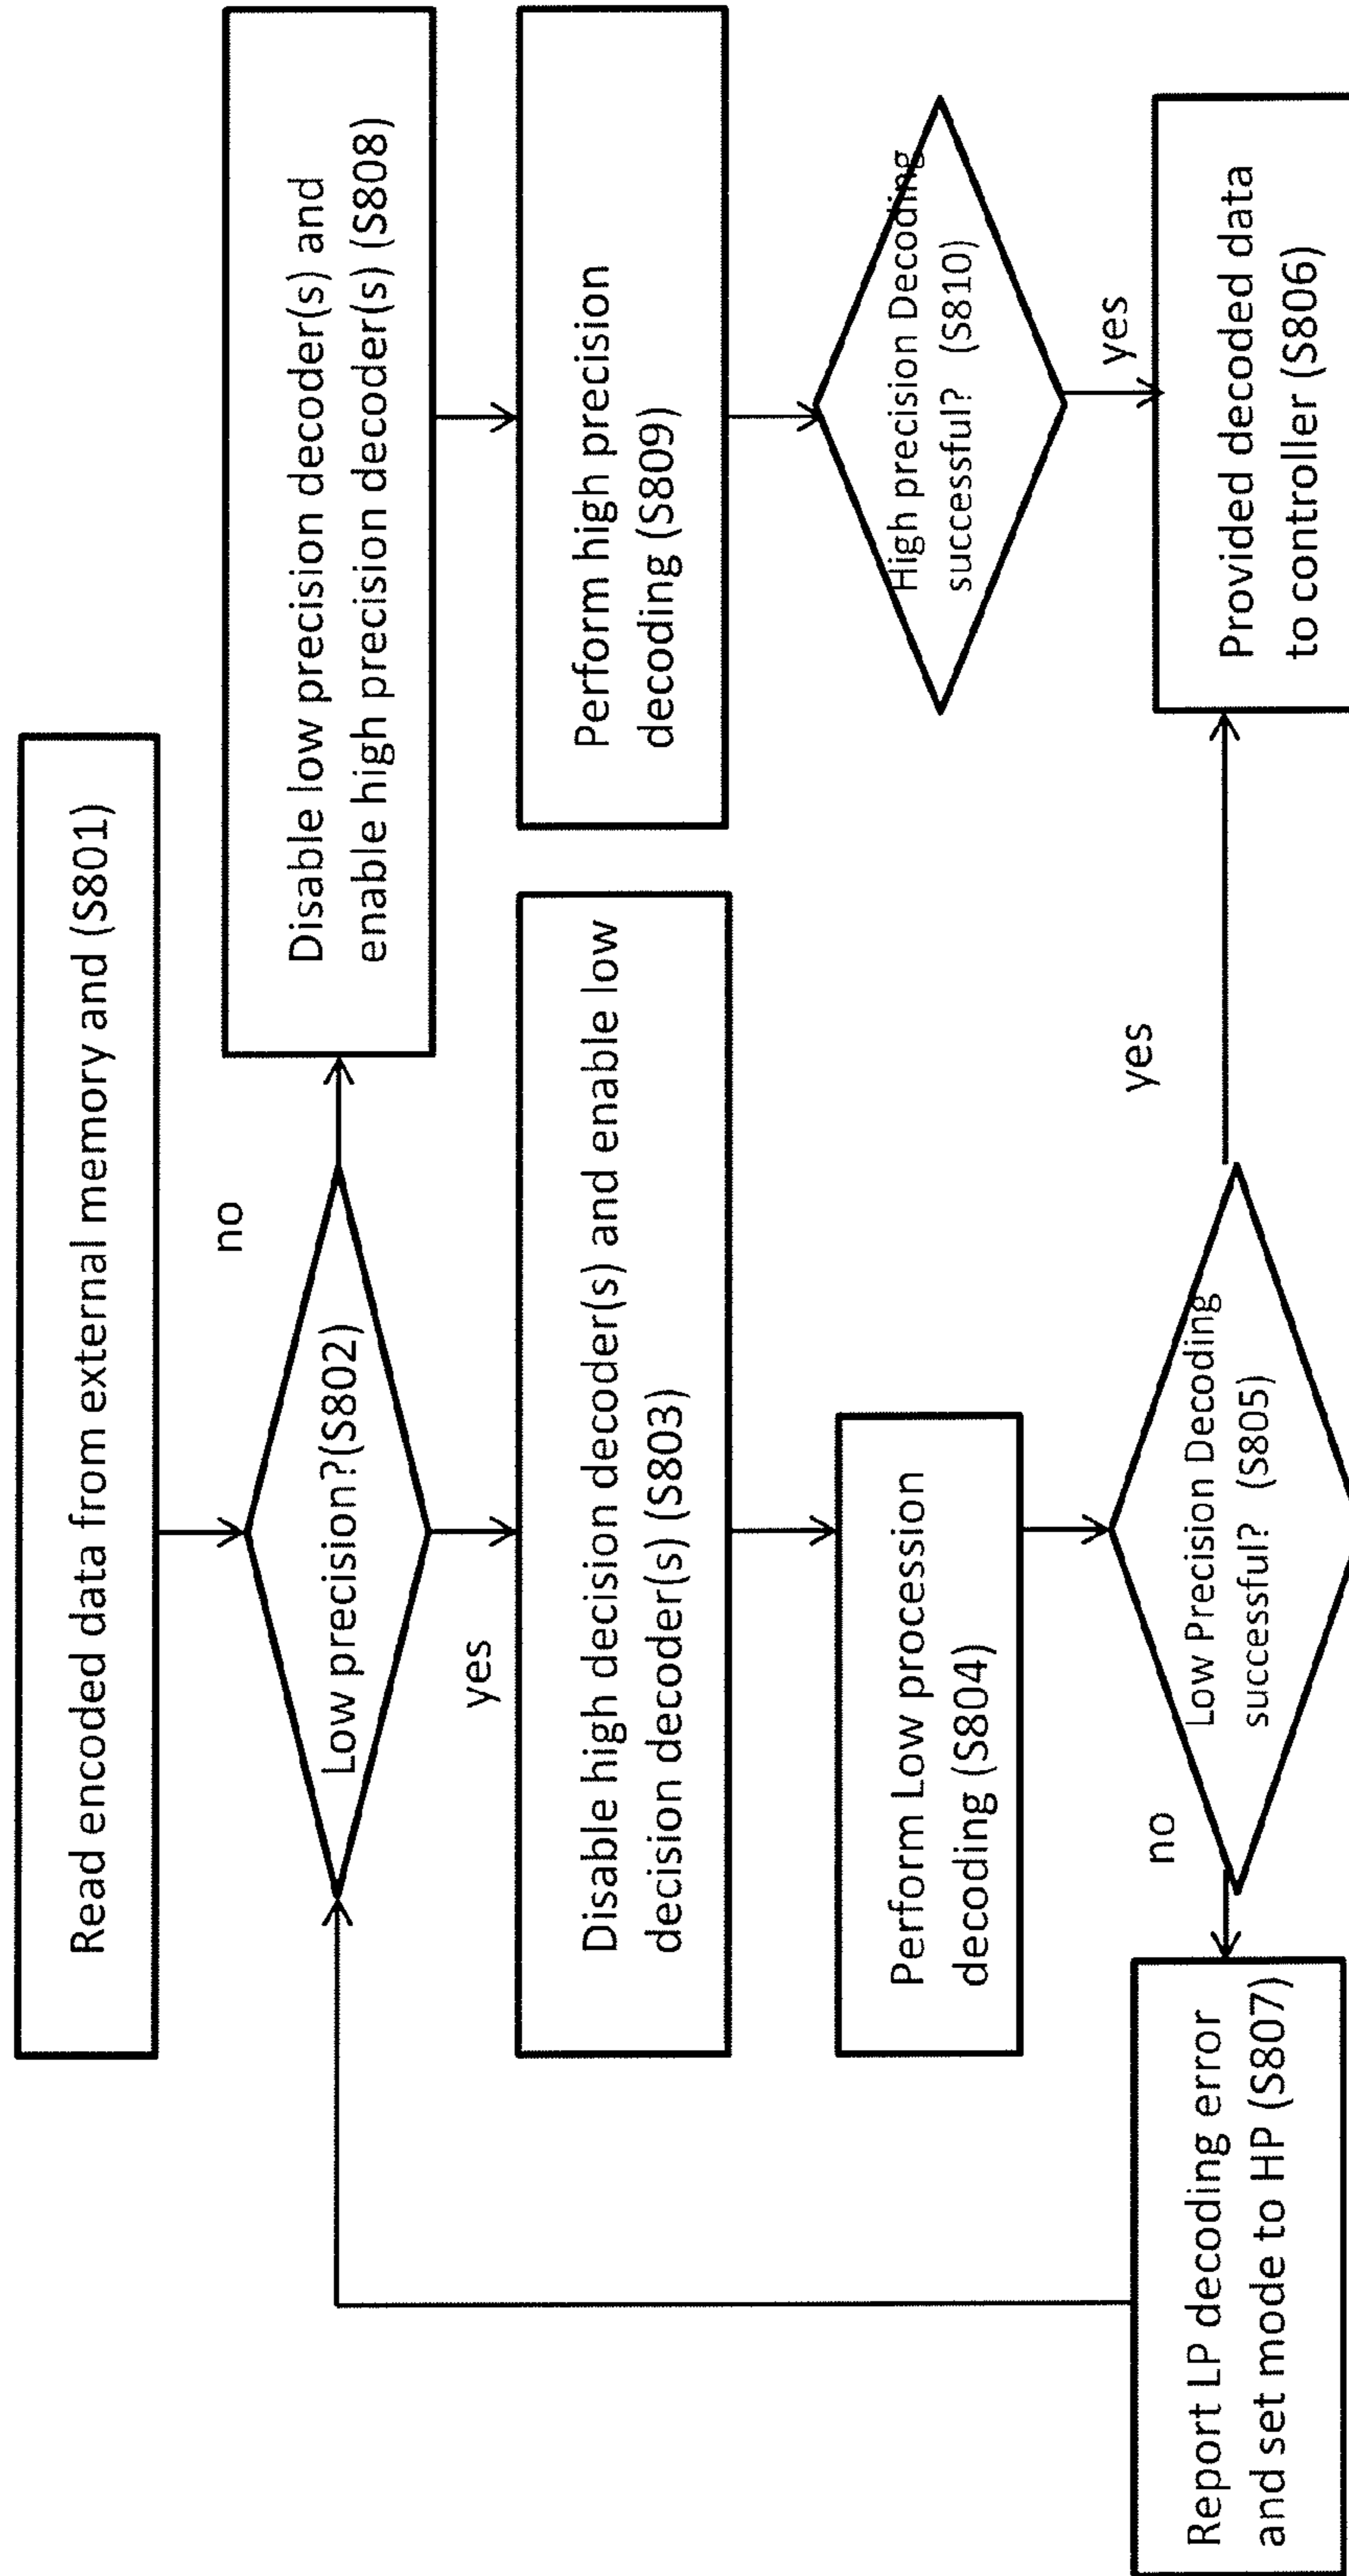 Read encoded data from external memory and (S801)
no
Low precision?(S802)
Disable low precision decoder(s) and
enable high precision decoder(s) (S808)
yes
Disable high decision decoder(s) and enable low
decision decoder(s) (S803)
Perform high precision
decoding (S809)
Perform Low procession
decoding (S804)
High precision Decoding
successful? (S810)
yes
Low Precision Decoding
successful? (S805)
no
yes
Report LP decoding error
and set mode to HP (S807)
Provided decoded data
to controller (S806)